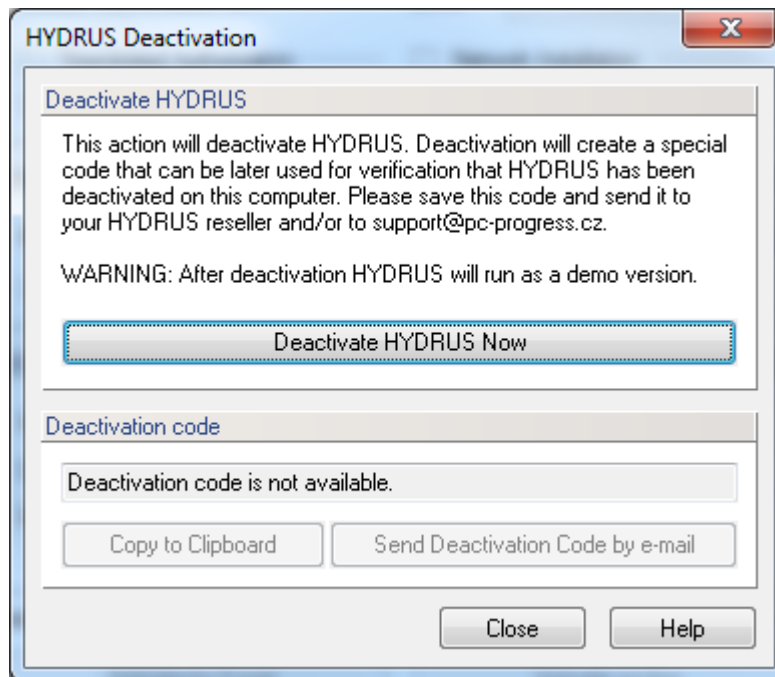 HYDRUS Deactivation
Deactivate HYDRUS
This action will deactivate HYDRUS. Deactivation will create a special
code that can be later used for verification that HYDRUS has been
deactivated on this computer. Please save this code and send it to
your HYDRUS reseller and/or to support@pc-progress.cz.
WARNING: After deactivation HYDRUS will run as a demo version.
Deactivate HYDRUS Now
Deactivation code
Deactivation code is not available.
Copy to Clipboard
Send Deactivation Code by e-mail
Close
Help